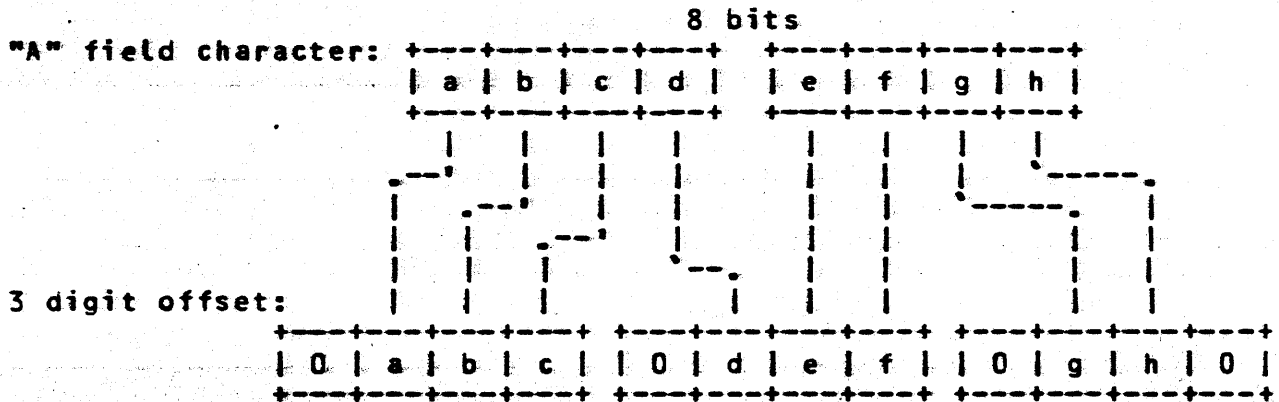 8 bits
"A" field character:
| a | b | c | d | | e | f | g | h |
3 digit offset:
| 0 | a | b | c | | 0 | d | e | f | | 0 | g | h | 0 |